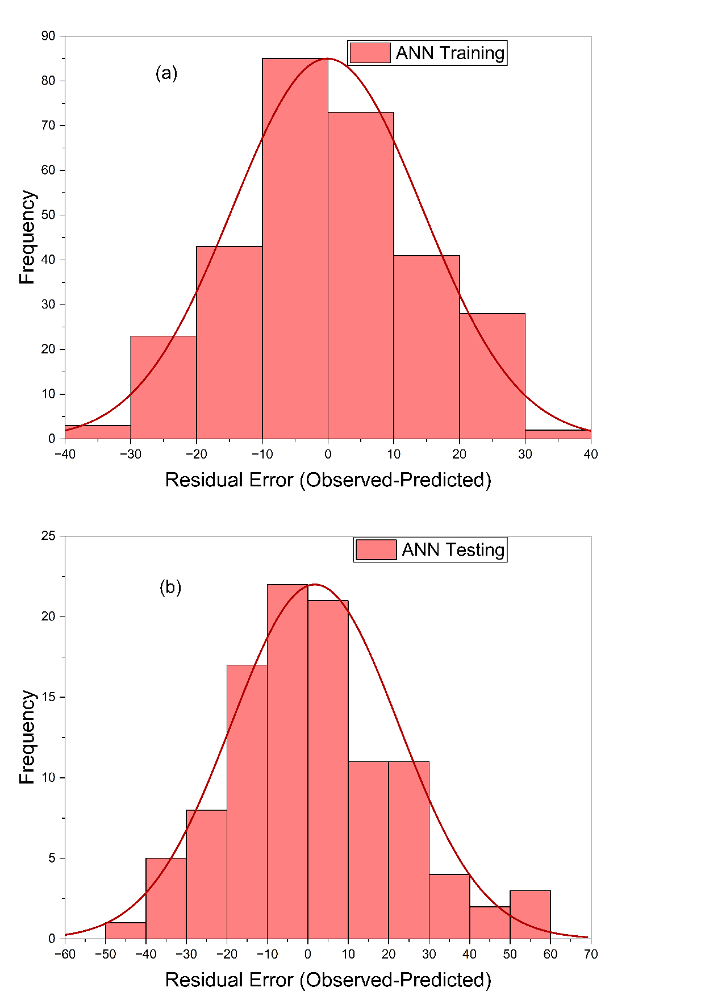 90
ANN Training
(a)
80
70
60
50
40
30
20
10
0
Frequency
−40 −30 −20 −10 0 10 20 30 40
Residual Error (Observed-Predicted)
25
ANN Testing
(b)
20
15
10
5
0
Frequency
−60 −50 −40 −30 −20 −10 0 10 20 30 40 50 60 70
Residual Error (Observed-Predicted)